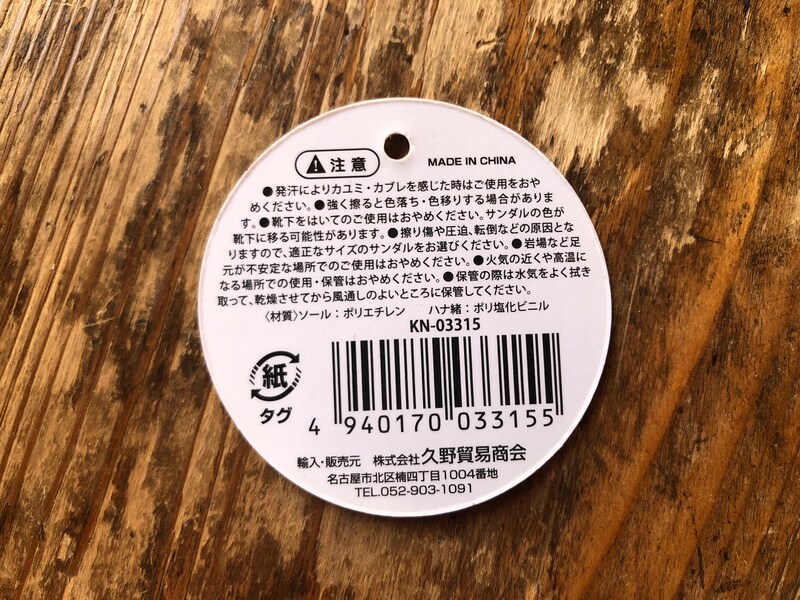 注意
MADE IN CHINA
●発汗によりカユミ・カブレを感じた時はご使用をおや
めください。●強く擦ると色落ち・色移りする場合がありま
す。●靴下をはいてのご使用はおやめください。サンダルの色が
靴下に移る可能性があります。●擦り傷や圧迫、転倒などの原因とな
りますので、適正なサイズのサンダルをお選びください。●岩場など足
元が不安定な場所でのご使用はおやめください。●火気の近くや高温に
なる場所での使用・保管はおやめください。●保管の際は水気をよく拭き
取って、乾燥させてから風通しのよいところに保管してください。
〈材質〉ソール：ポリエチレン　ハナ緒：ポリ塩化ビニル
KN-03315
紙
タグ
4 940170 033155
輸入・販売元　株式会社久野貿易商会
名古屋市北区楠四丁目1004番地
TEL.052-903-1091